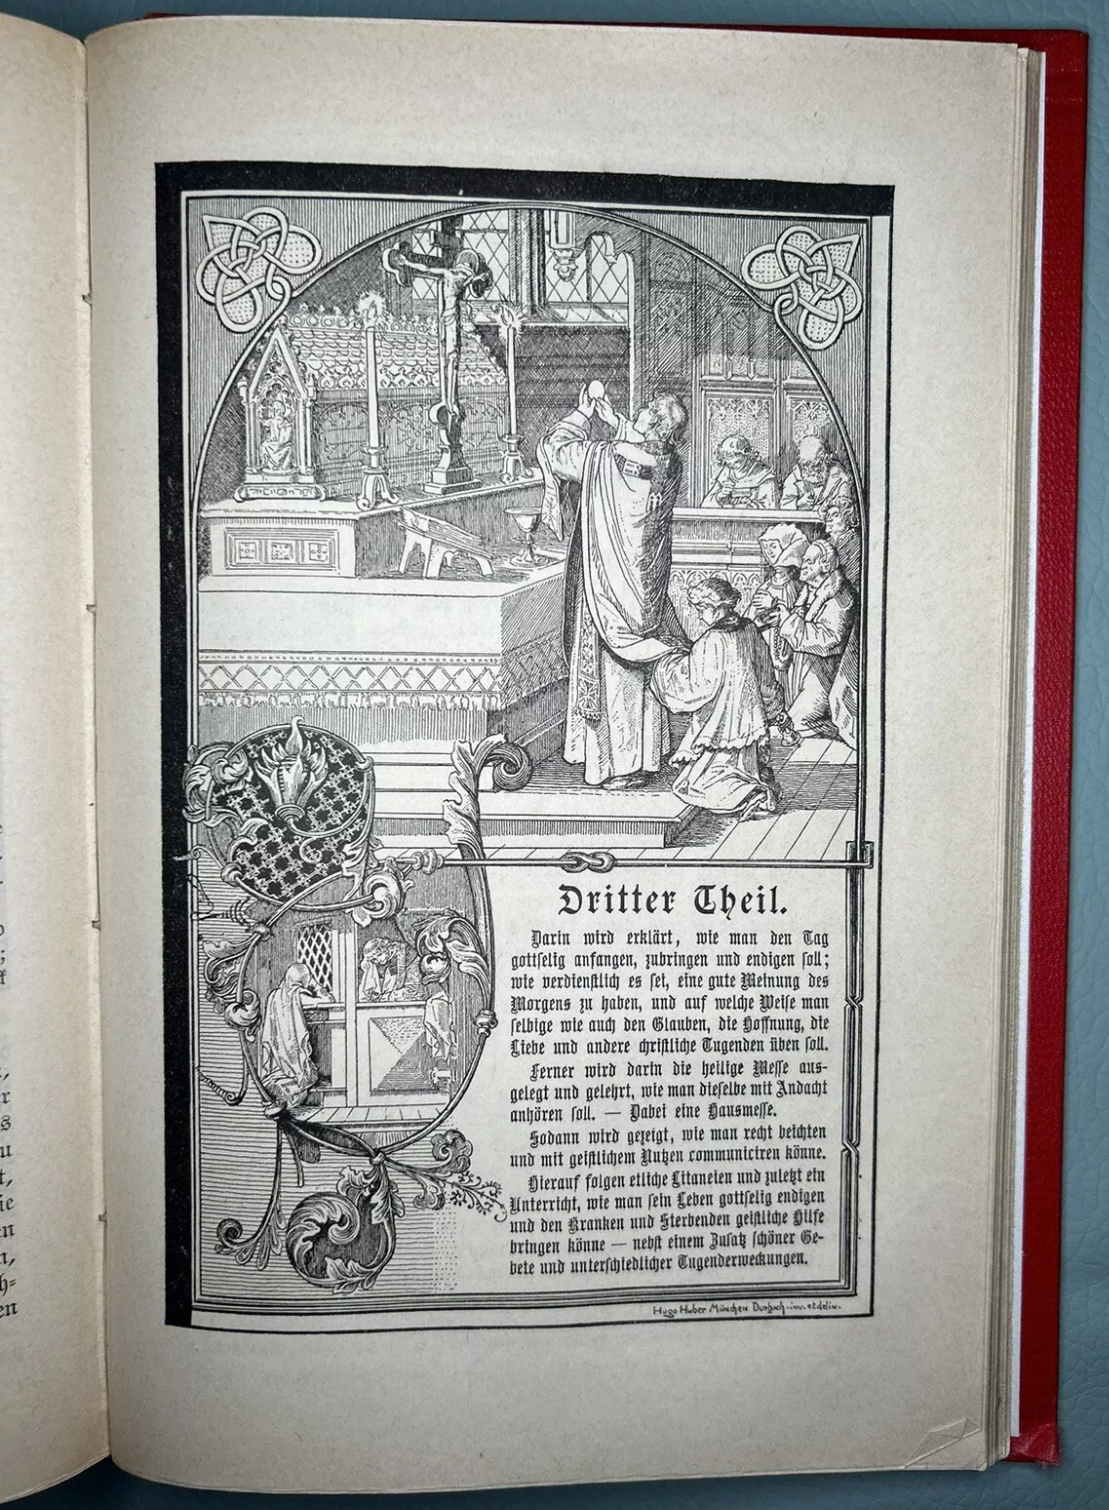 Dritter Theil.
Darin wird erklärt, wie man den Tag
gottselig anfangen, zubringen und endigen soll;
wie verdienstlich es sei, eine gute Meinung des
Morgens zu haben, und auf welche Weise man
selbige wie auch den Glauben, die Hoffnung, die
Liebe und andere christliche Tugenden üben soll.
Ferner wird darin die heilige Messe aus-
gelegt und gelehrt, wie man dieselbe mit Andacht
anhören soll. — Dabei eine Hausmesse.
Sodann wird gezeigt, wie man recht beichten
und mit geistlichem Nutzen communiciren könne.
Hierauf folgen etliche Litaneien und zuletzt ein
Unterricht, wie man sein Leben gottselig endigen
und den Kranken und Sterbenden geistliche Hilfe
bringen könne — nebst einem Zusatz schöner Ge-
bete und unterschiedlicher Tugenderweckungen.
Hugo Huber München Durbach - inv. et delin.